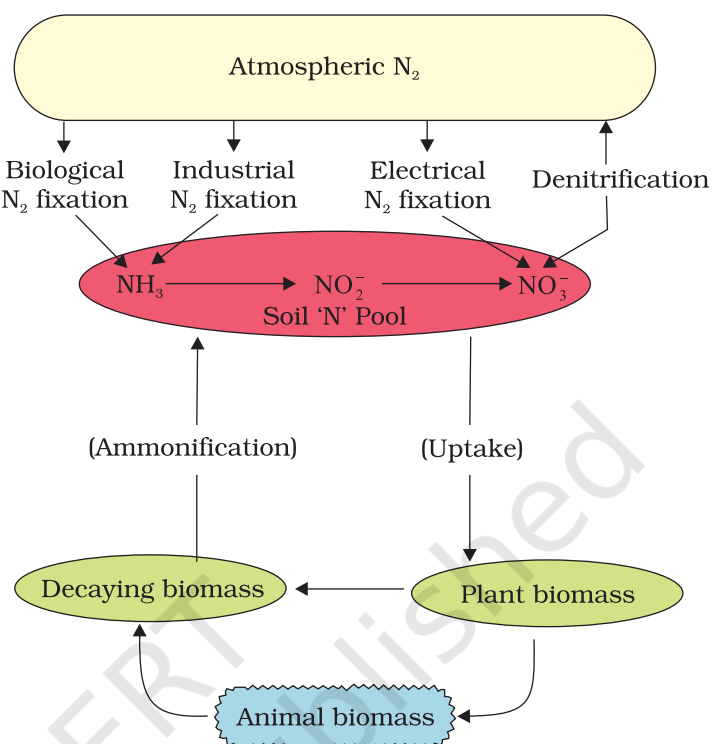 Atmospheric N₂
Biological
N₂ fixation
Industrial
N₂ fixation
Electrical
N₂ fixation
Denitrification
NH₃
NO₂⁻
NO₃⁻
Soil ‘N’ Pool
(Ammonification)
(Uptake)
Decaying biomass
Plant biomass
Animal biomass